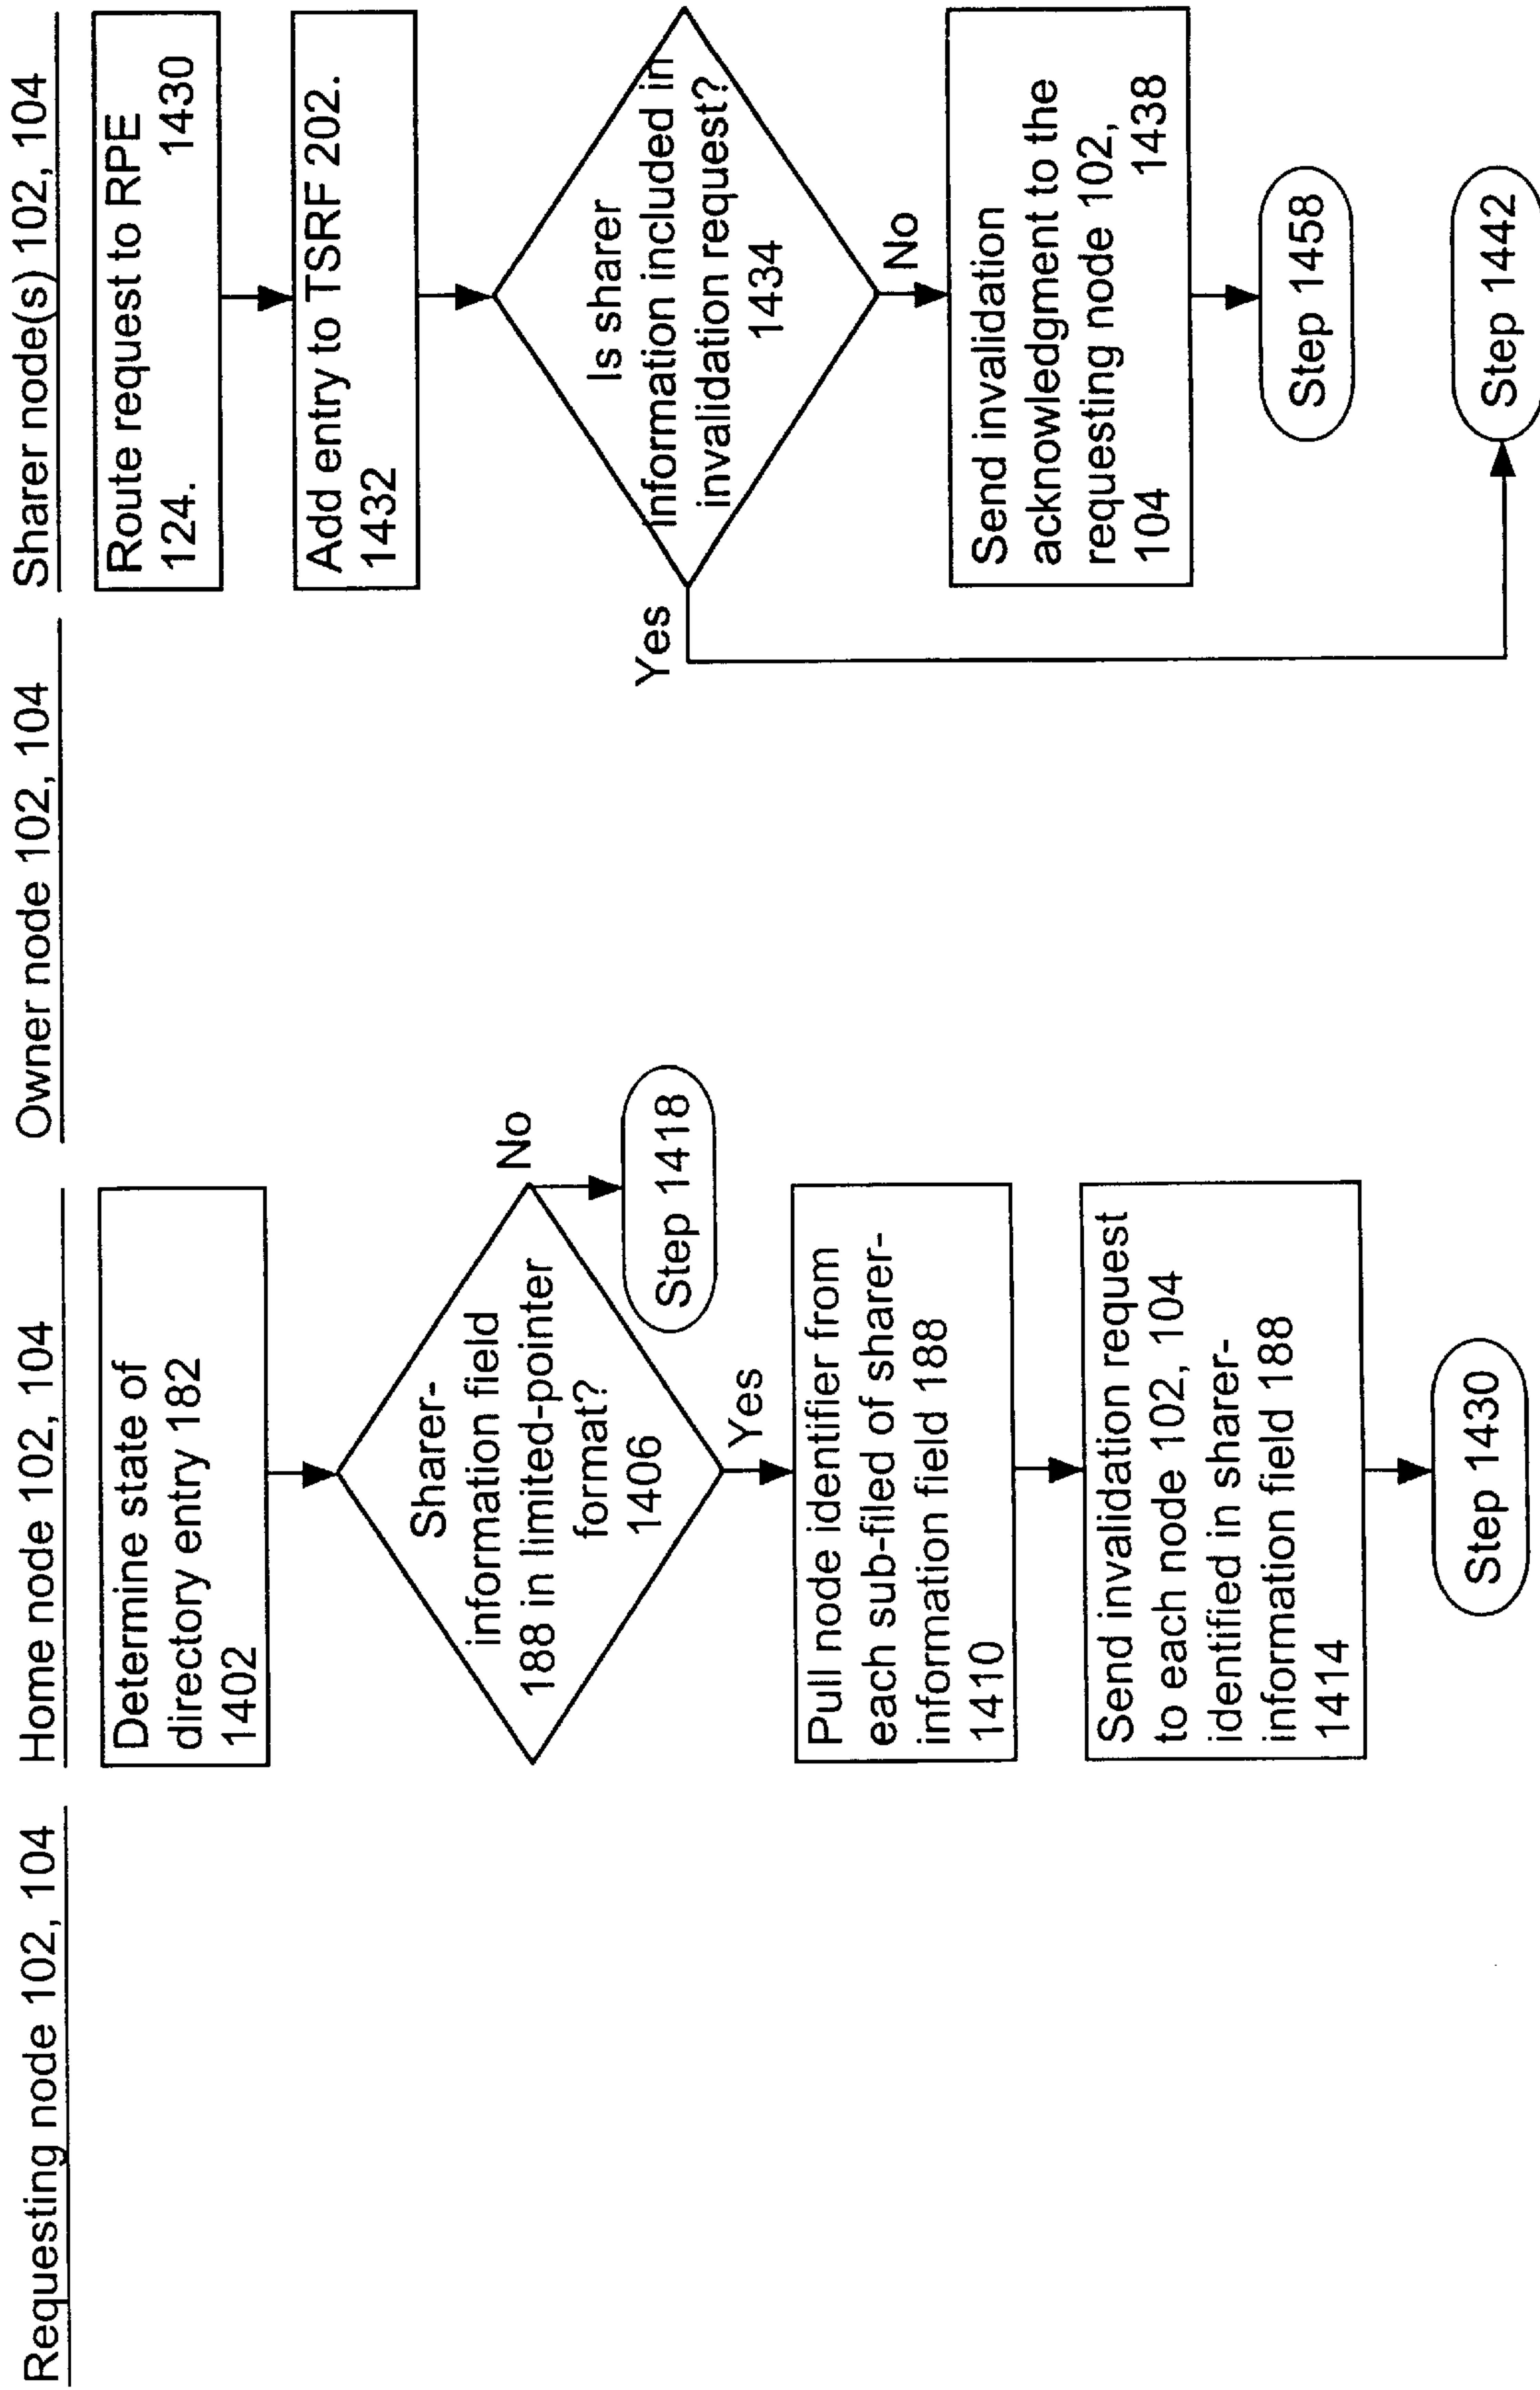 Requesting node 102, 104
Home node 102, 104
Owner node 102, 104
Sharer node(s) 102, 104
Determine state of
directory entry 182
1402
Sharer-
information field
188 in limited-pointer
format?
1406
No
Step 1418
Yes
Pull node identifier from
each sub-filed of sharer-
information field 188
1410
Send invalidation request
to each node 102, 104
identified in sharer-
information field 188
1414
Step 1430
Route request to RPE
124. 1430
Add entry to TSRF 202.
1432
Is sharer
information included in
invalidation request?
1434
Yes
No
Send invalidation
acknowledgment to the
requesting node 102,
104 1438
Step 1458
Step 1442